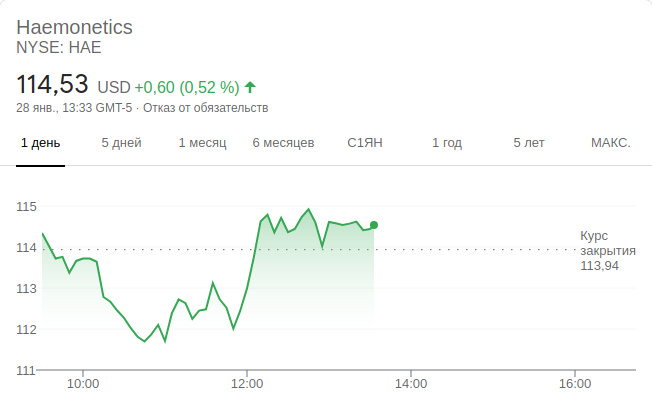 Haemonetics
NYSE: HAE
114,53 USD +0,60 (0,52 %)
28 янв., 13:33 GMT-5 · Отказ от обязательств
1 день 5 дней 1 месяц 6 месяцев С1ЯН 1 год 5 лет МАКС.
115
114
113
112
111
Курс
закрытия
113,94
10:00 12:00 14:00 16:00